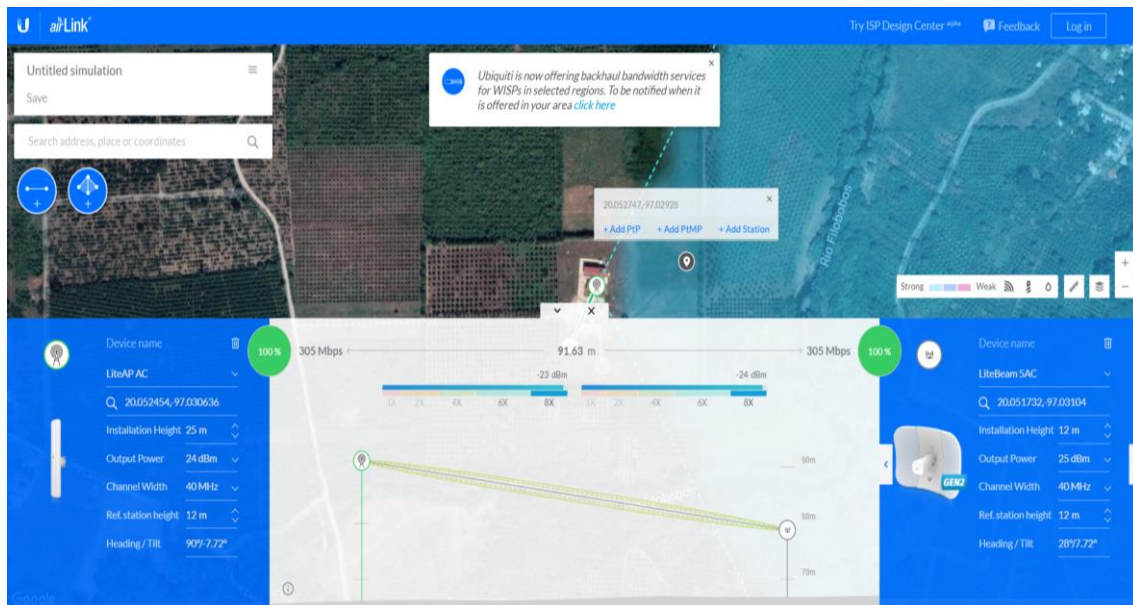 U airLink
Try ISP Design Center alpha
Feedback
Log in
Untitled simulation
Save
Search address, place or coordinates
Ubiquiti is now offering backhaul bandwidth services
for WISPs in selected regions. To be notified when it
is offered in your area click here
20.052747,-97.02928
+ Add PtP + Add PtMP + Add Station
Rio Filobobos
Strong Weak
Device name
LiteAP AC
20.052454,-97.030636
Installation Height 25 m
Output Power 24 dBm
Channel Width 40 MHz
Ref. station height 12 m
Heading / Tilt 90°/-7.72°
Google
100 % 305 Mbps 91.63 m 305 Mbps 100 %
-23 dBm -24 dBm
1X 2X 4X 6X 8X 1X 2X 4X 6X 8X
90m
80m
70m
Device name
LiteBeam 5AC
20.051732,-97.03104
Installation Height 12 m
Output Power 25 dBm
Channel Width 40 MHz
Ref. station height 12 m
Heading / Tilt 28°/7.72°
GEN2